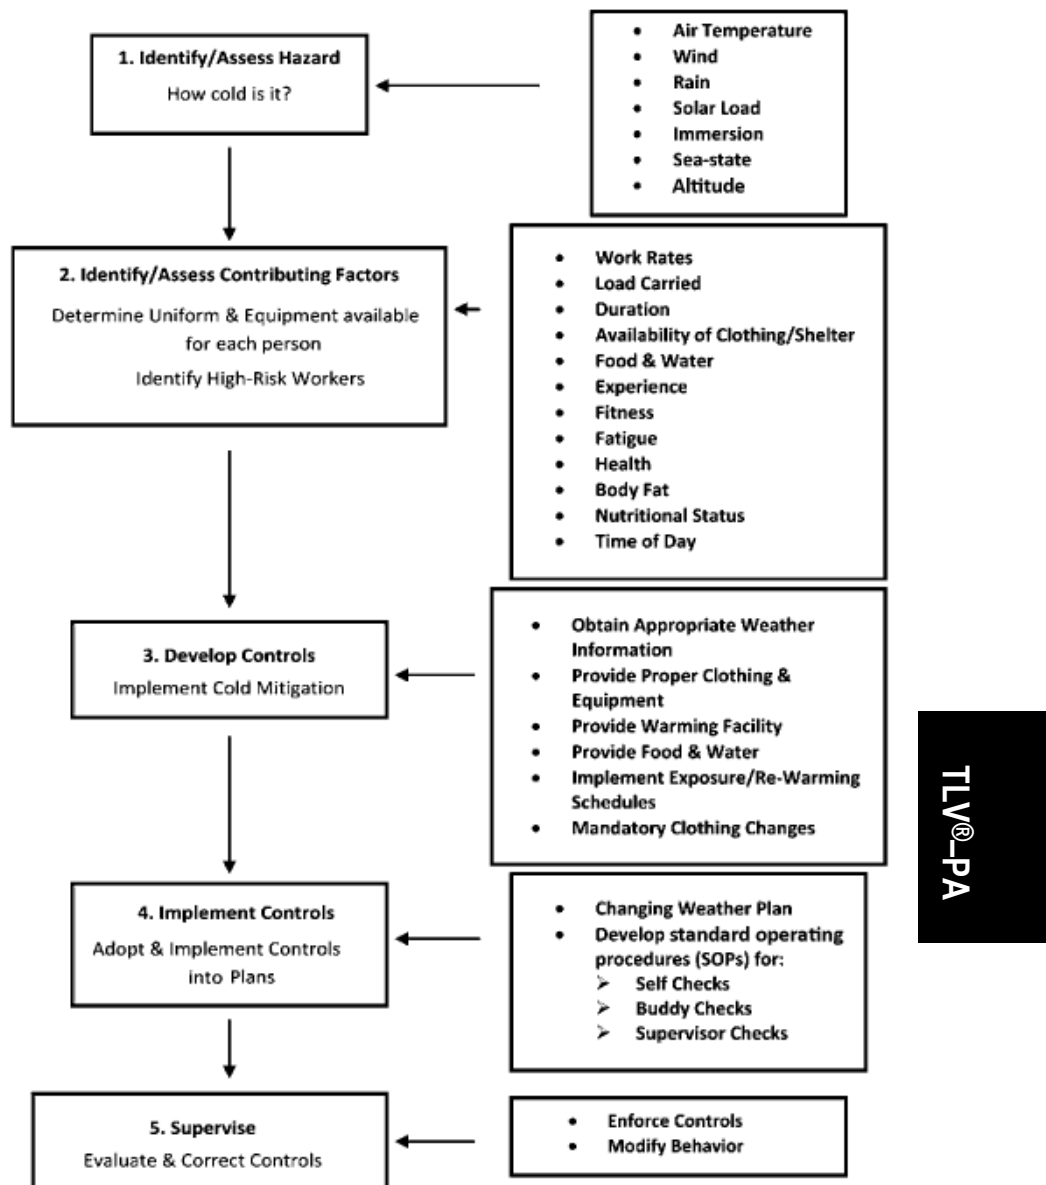 1. Identify/Assess Hazard
How cold is it?
• Air Temperature
• Wind
• Rain
• Solar Load
• Immersion
• Sea-state
• Altitude
2. Identify/Assess Contributing Factors
Determine Uniform & Equipment available
for each person
Identify High-Risk Workers
• Work Rates
• Load Carried
• Duration
• Availability of Clothing/Shelter
• Food & Water
• Experience
• Fitness
• Fatigue
• Health
• Body Fat
• Nutritional Status
• Time of Day
3. Develop Controls
Implement Cold Mitigation
• Obtain Appropriate Weather
Information
• Provide Proper Clothing &
Equipment
• Provide Warming Facility
• Provide Food & Water
• Implement Exposure/Re-Warming
Schedules
• Mandatory Clothing Changes
TLV®–PA
4. Implement Controls
Adopt & Implement Controls
into Plans
• Changing Weather Plan
• Develop standard operating
procedures (SOPs) for:
➢ Self Checks
➢ Buddy Checks
➢ Supervisor Checks
5. Supervise
Evaluate & Correct Controls
• Enforce Controls
• Modify Behavior